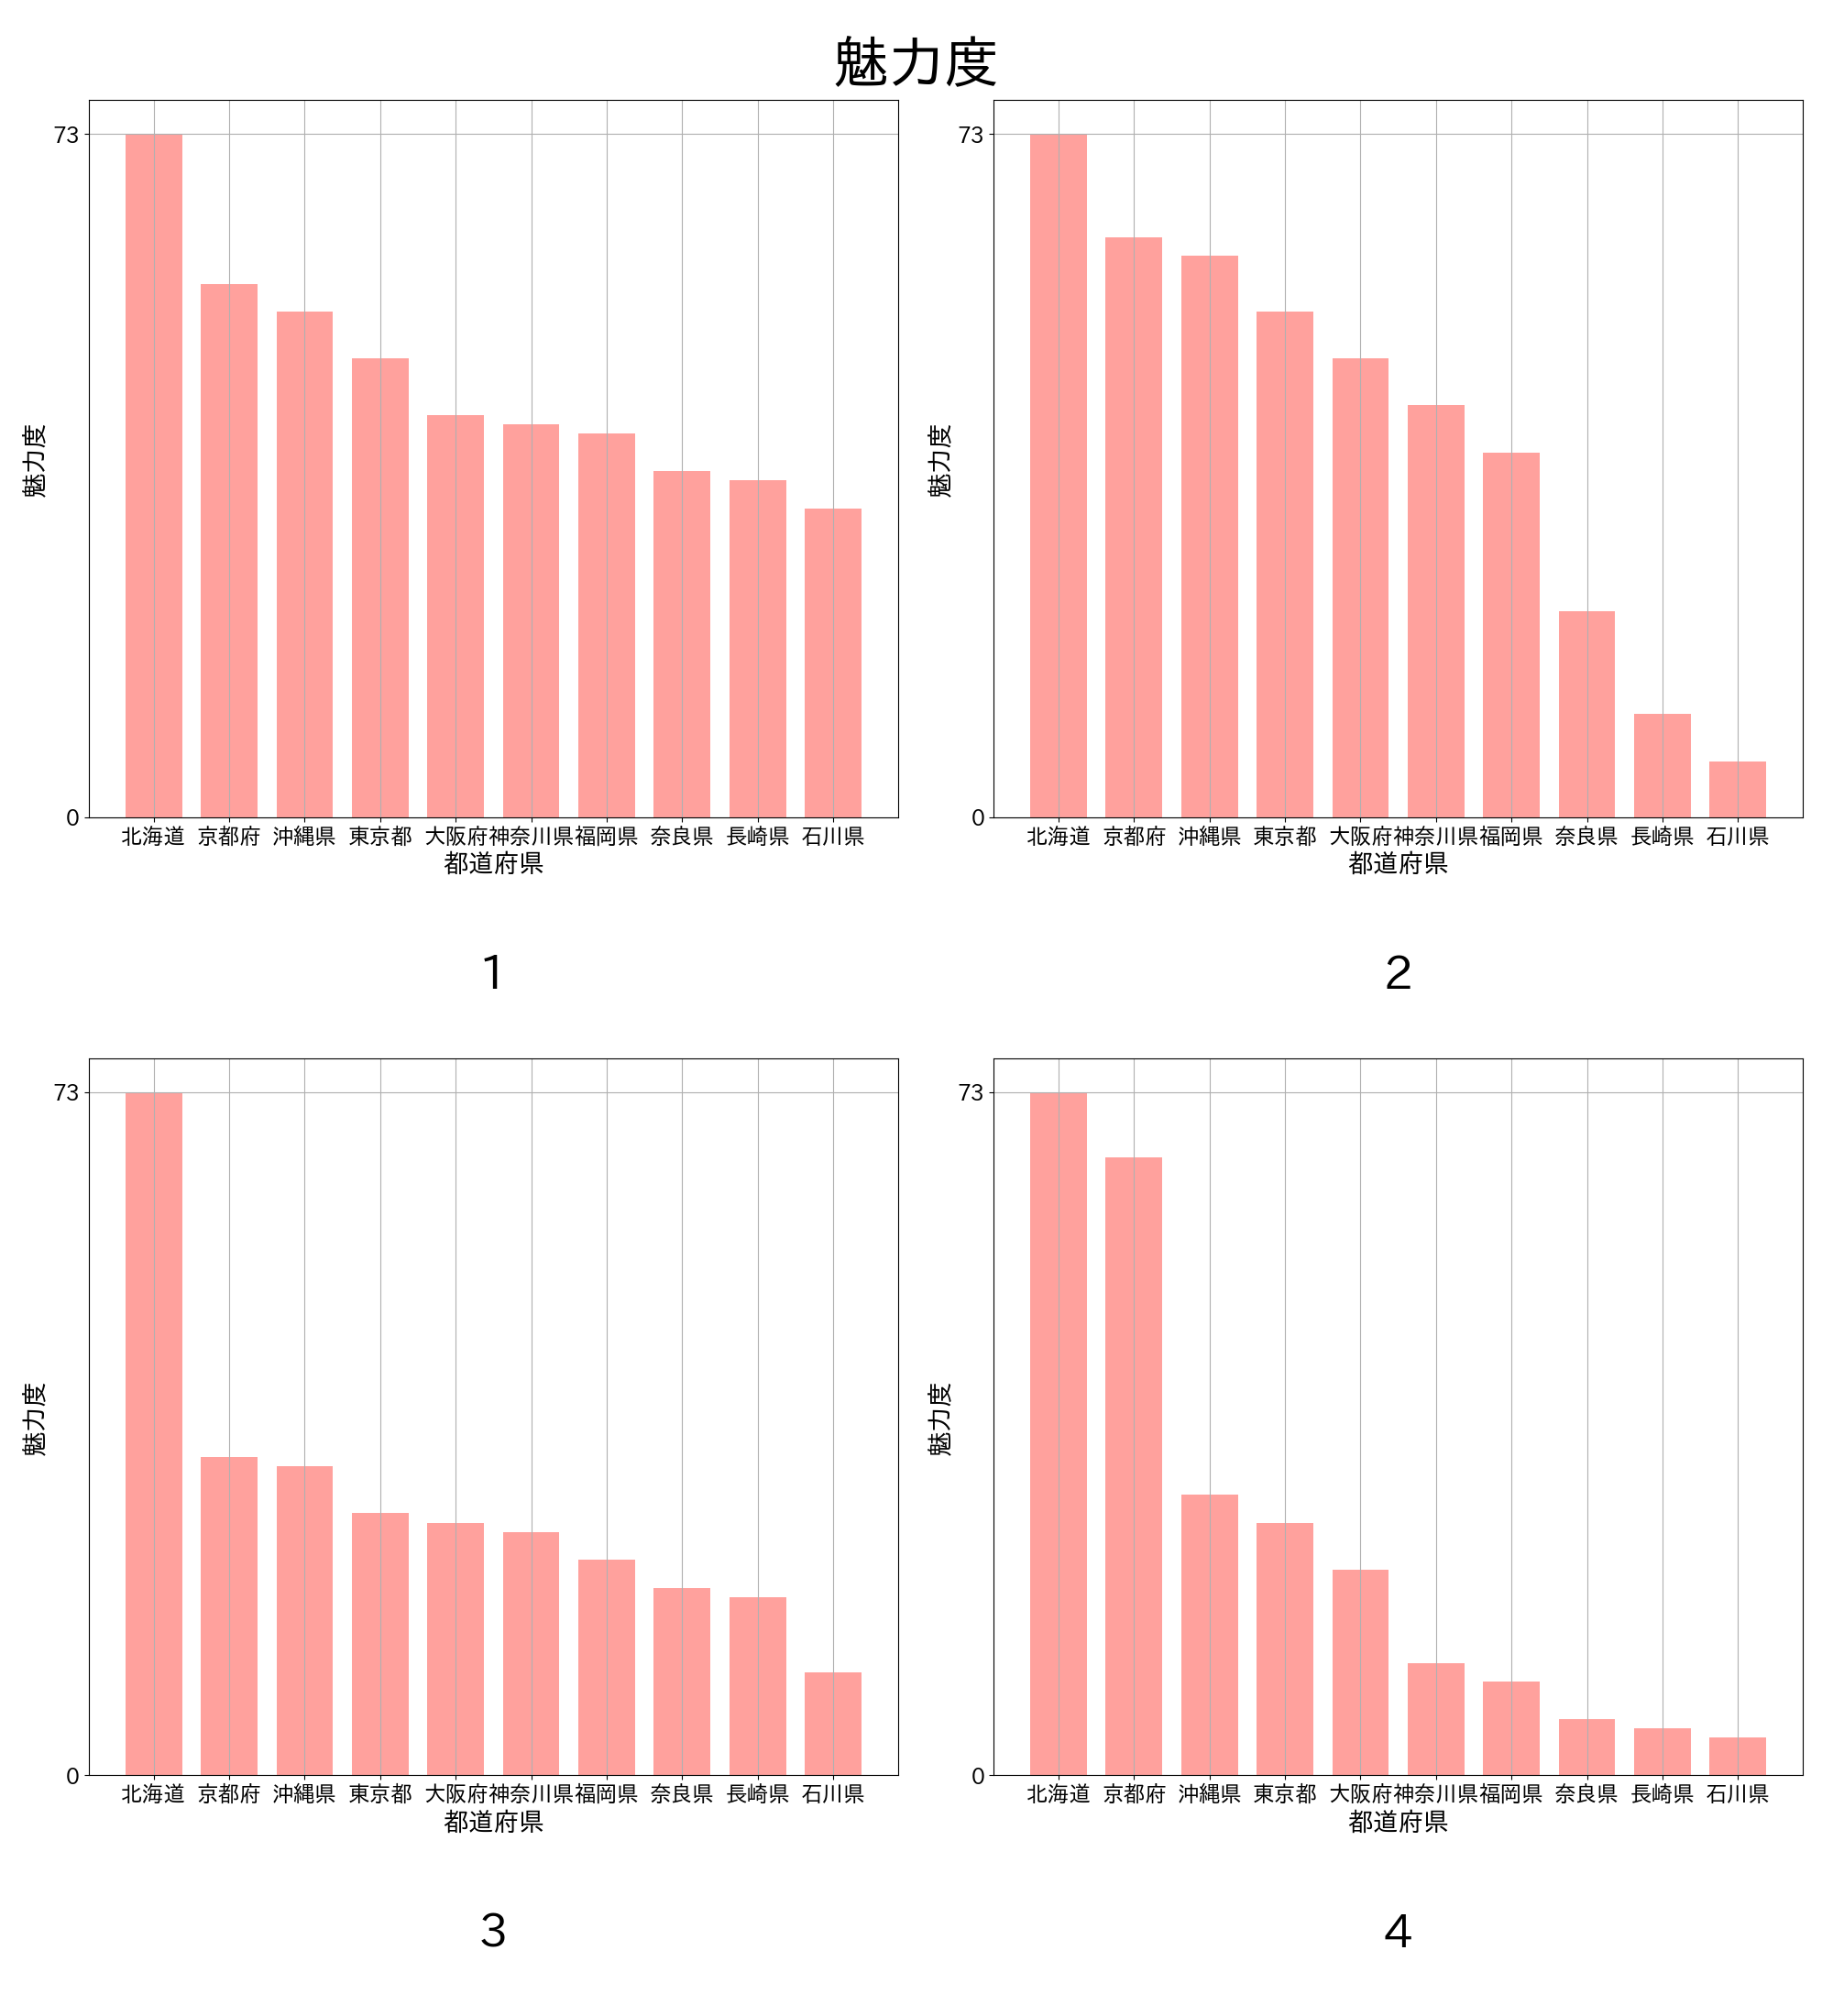 魅力度
73
0
魅力度
北海道 京都府 沖縄県 東京都 大阪府 神奈川県 福岡県 奈良県 長崎県 石川県
都道府県
1
73
0
魅力度
北海道 京都府 沖縄県 東京都 大阪府 神奈川県 福岡県 奈良県 長崎県 石川県
都道府県
2
73
0
魅力度
北海道 京都府 沖縄県 東京都 大阪府 神奈川県 福岡県 奈良県 長崎県 石川県
都道府県
3
73
0
魅力度
北海道 京都府 沖縄県 東京都 大阪府 神奈川県 福岡県 奈良県 長崎県 石川県
都道府県
4